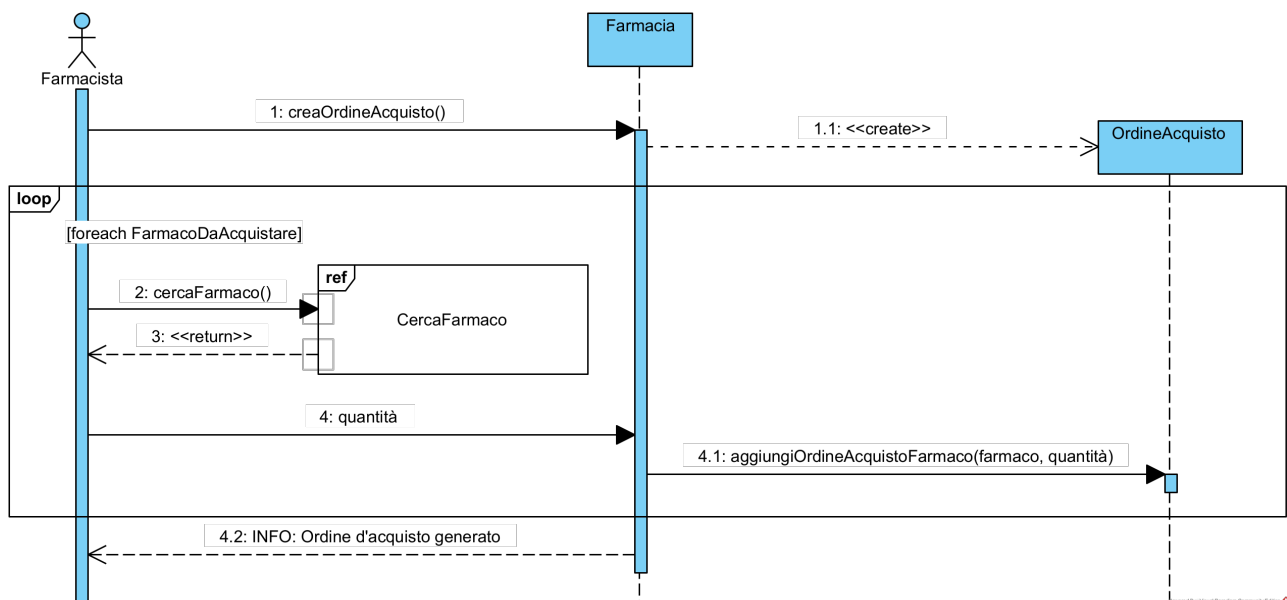 Farmacista
Farmacia
1: creaOrdineAcquisto()
1.1: <<create>>
OrdineAcquisto
loop
[foreach FarmacoDaAcquistare]
ref
2: cercaFarmaco()
CercaFarmaco
3: <<return>>
4: quantità
4.1: aggiungiOrdineAcquistoFarmaco(farmaco, quantità)
4.2: INFO: Ordine d'acquisto generato